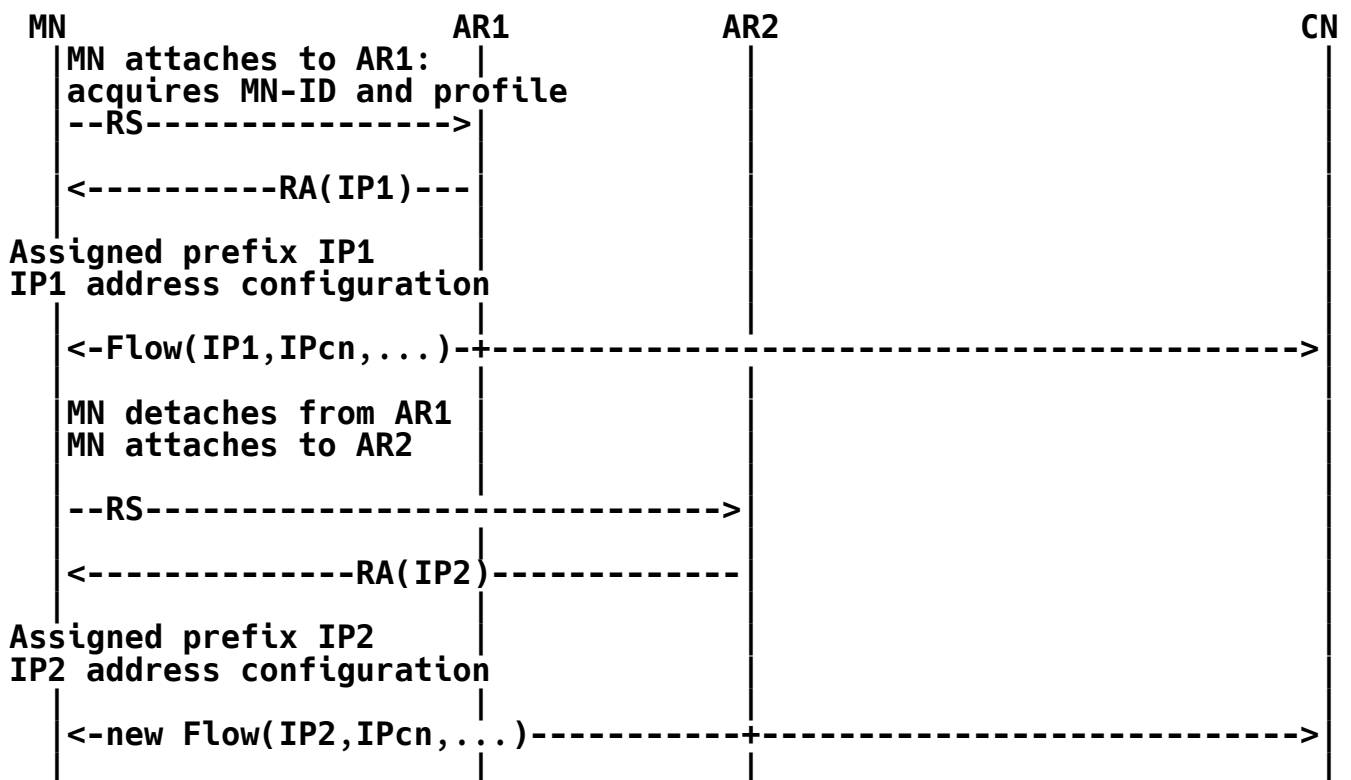 MN AR1 AR2 CN
MN attaches to AR1:
acquires MN-ID and profile
--RS---------------->
<----------RA(IP1)---
Assigned prefix IP1
IP1 address configuration
<-Flow(IP1,IPcn,...)-+------------------------------------------>
MN detaches from AR1
MN attaches to AR2
--RS------------------------------>
<--------------RA(IP2)-------------
Assigned prefix IP2
IP2 address configuration
<-new Flow(IP2,IPcn,...)-----------+---------------------------->